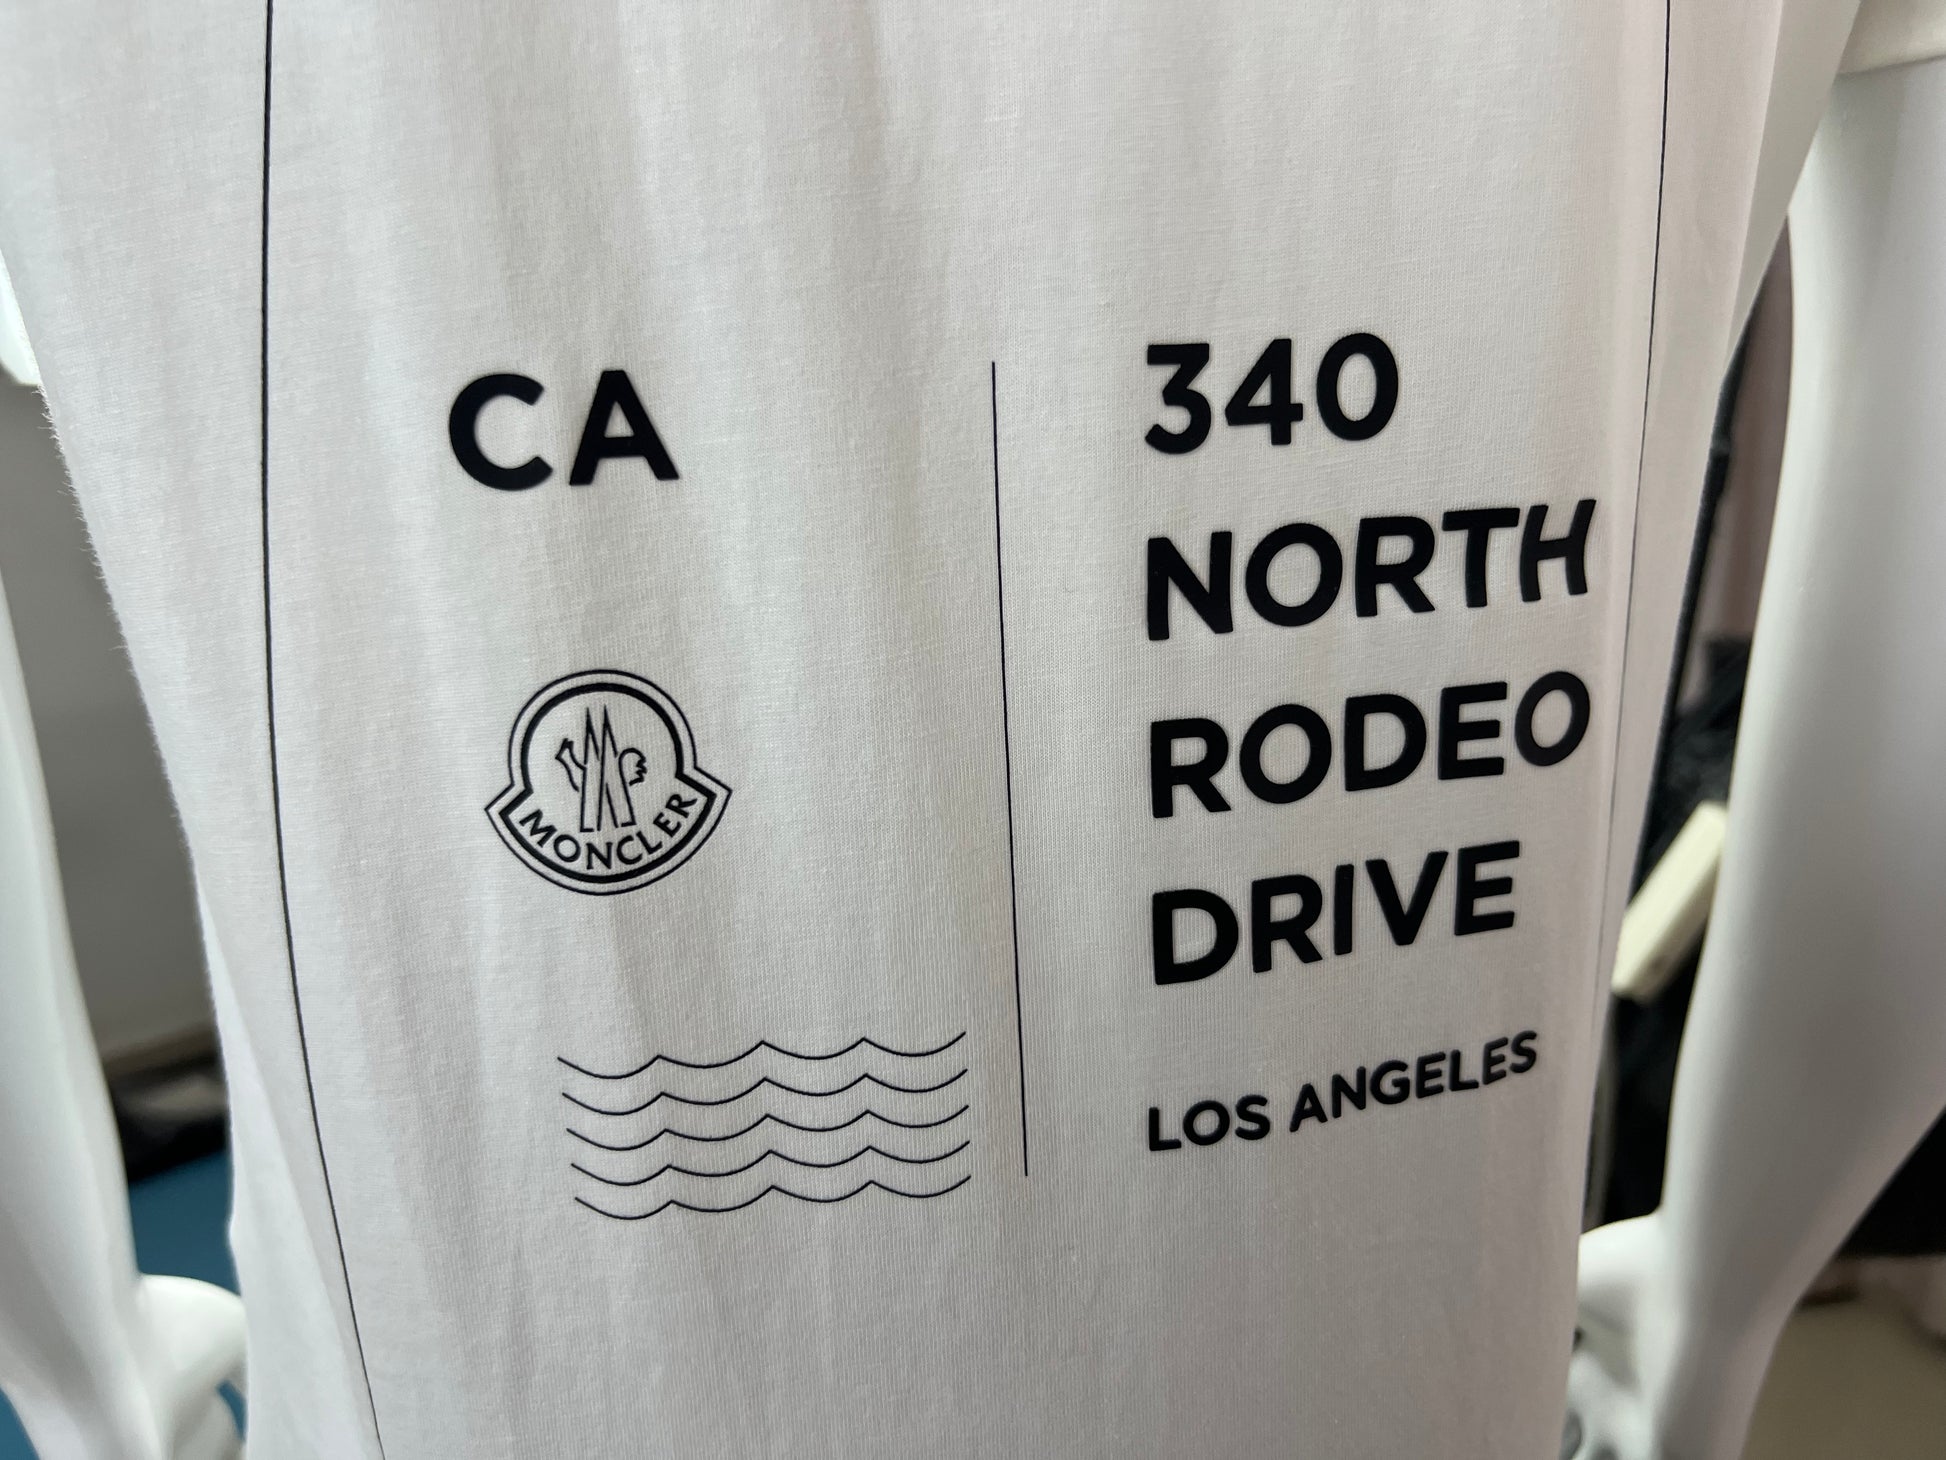 CA
MONCLER
340
NORTH
RODEO
DRIVE
LOS ANGELES